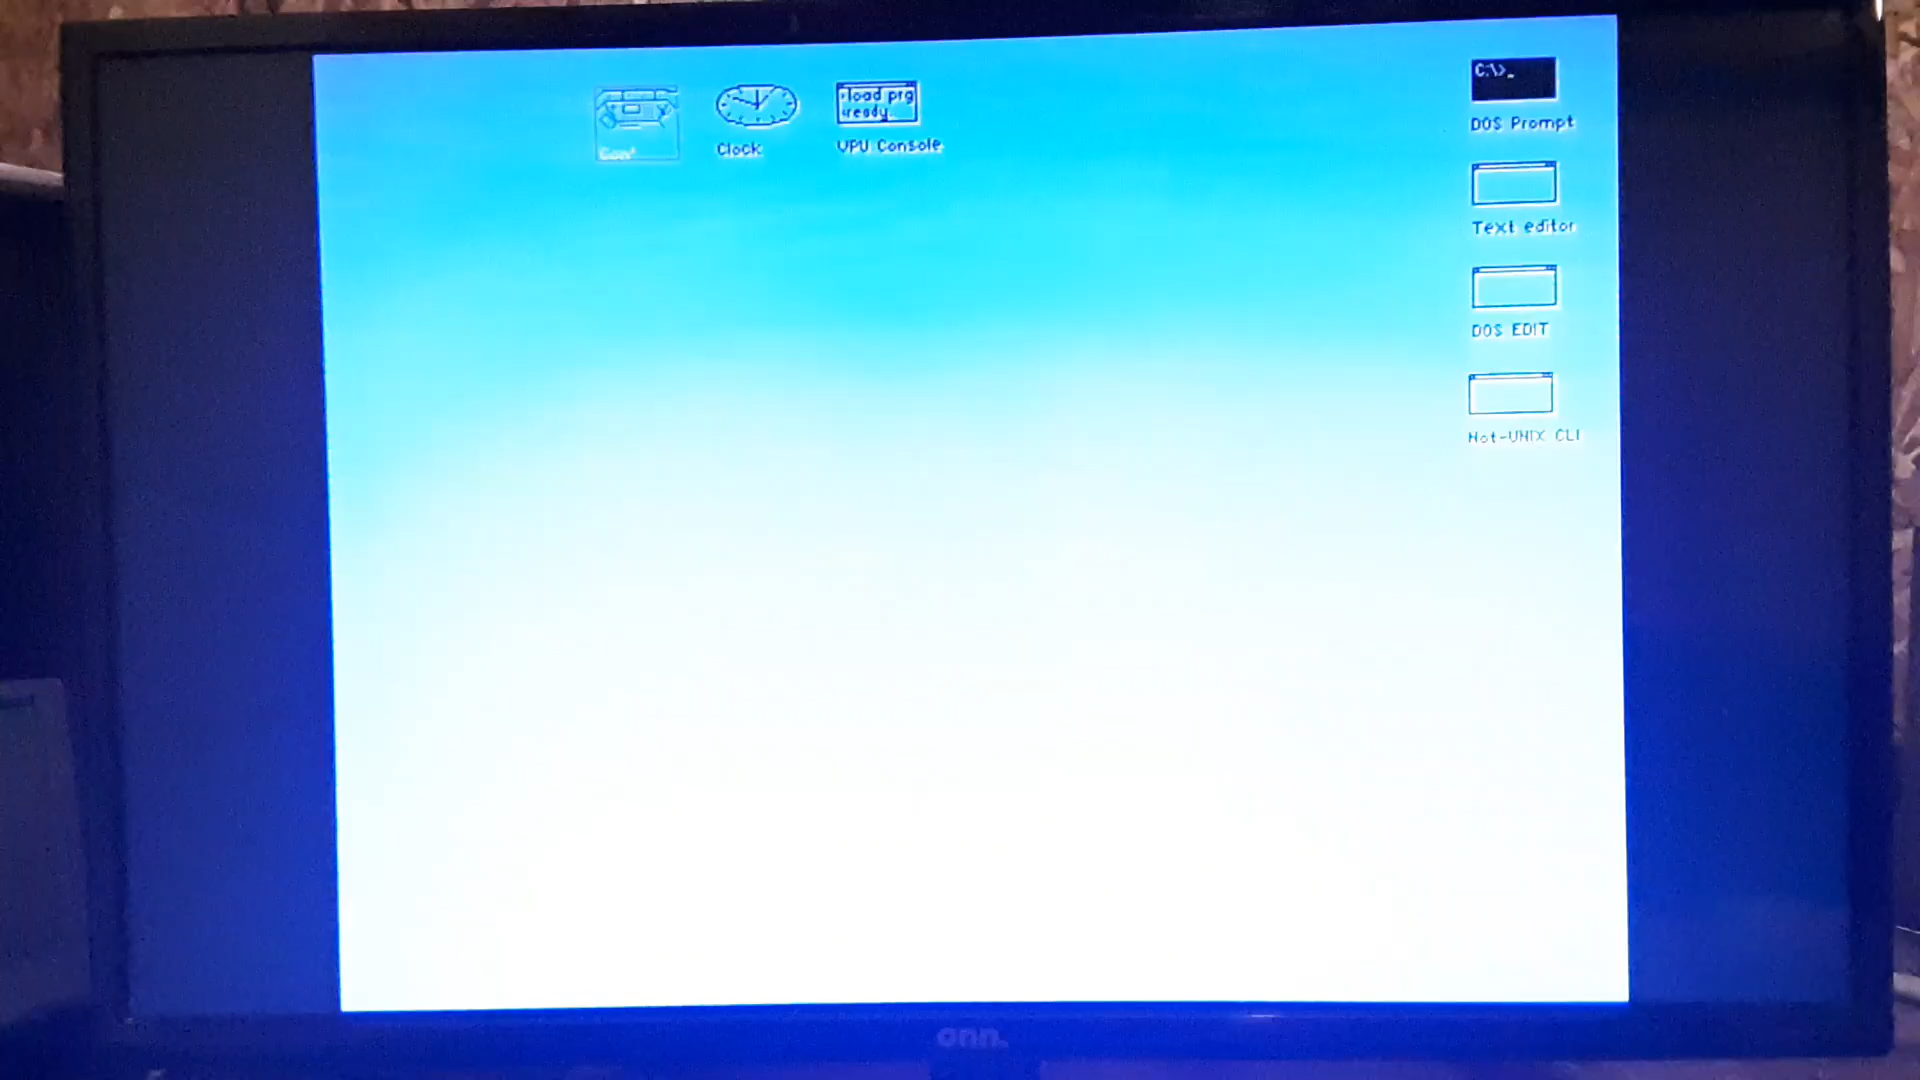 load prg
ready.
Clock
VPU Console
C:\>_
DOS Prompt
Text editor
DOS EDIT
Not-UNIX CLI
onn.